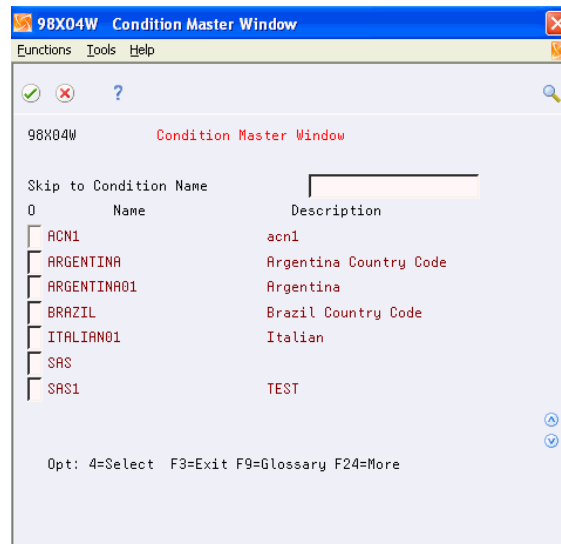 98X04W Condition Master Window
Functions Tools Help
?
98X04W Condition Master Window
Skip to Condition Name
O Name Description
ACN1 acn1
ARGENTINA Argentina Country Code
ARGENTINA01 Argentina
BRAZIL Brazil Country Code
ITALIAN01 Italian
SAS
SAS1 TEST
Opt: 4=Select F3=Exit F9=Glossary F24=More